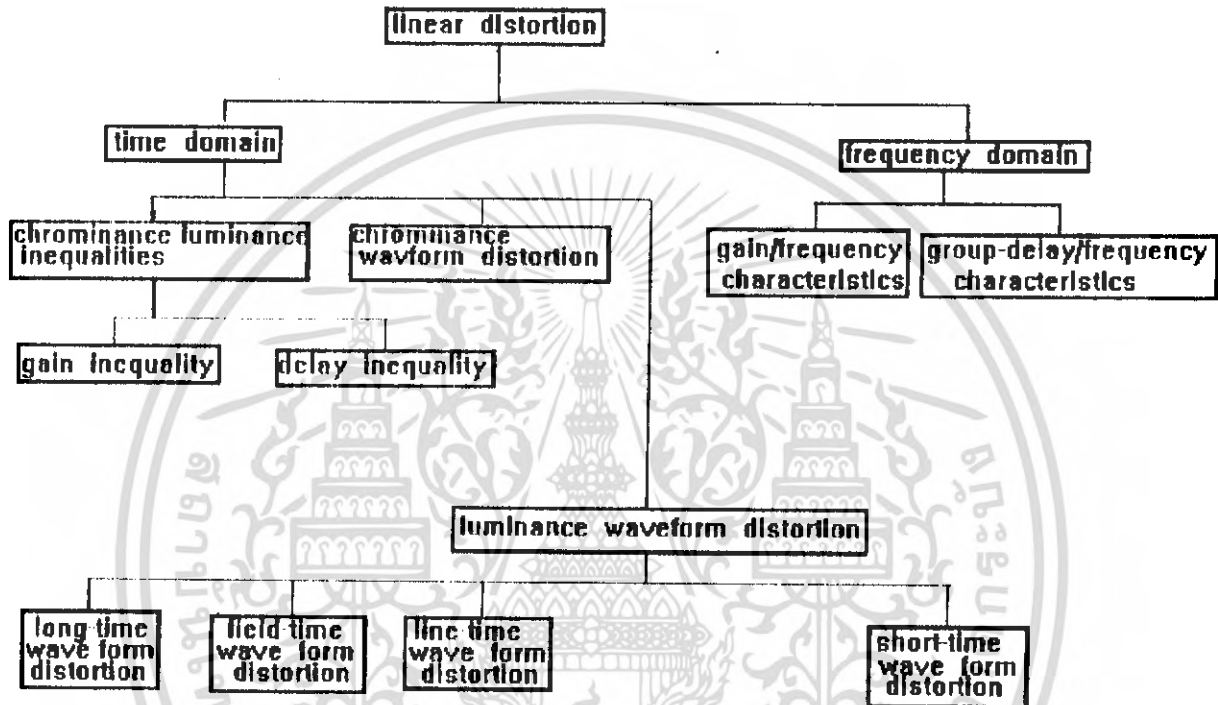 linear distortion
time domain
frequency domain
chrominance luminance
inequalities
chrominance
wavform distortion
gain/frequency
characteristics
group-delay/frequency
characteristics
gain inequality
delay inequality
luminance waveform distortion
long-time
wave form
distortion
field-time
wave form
distortion
line-time
wave form
distortion
short-time
wave form
distortion